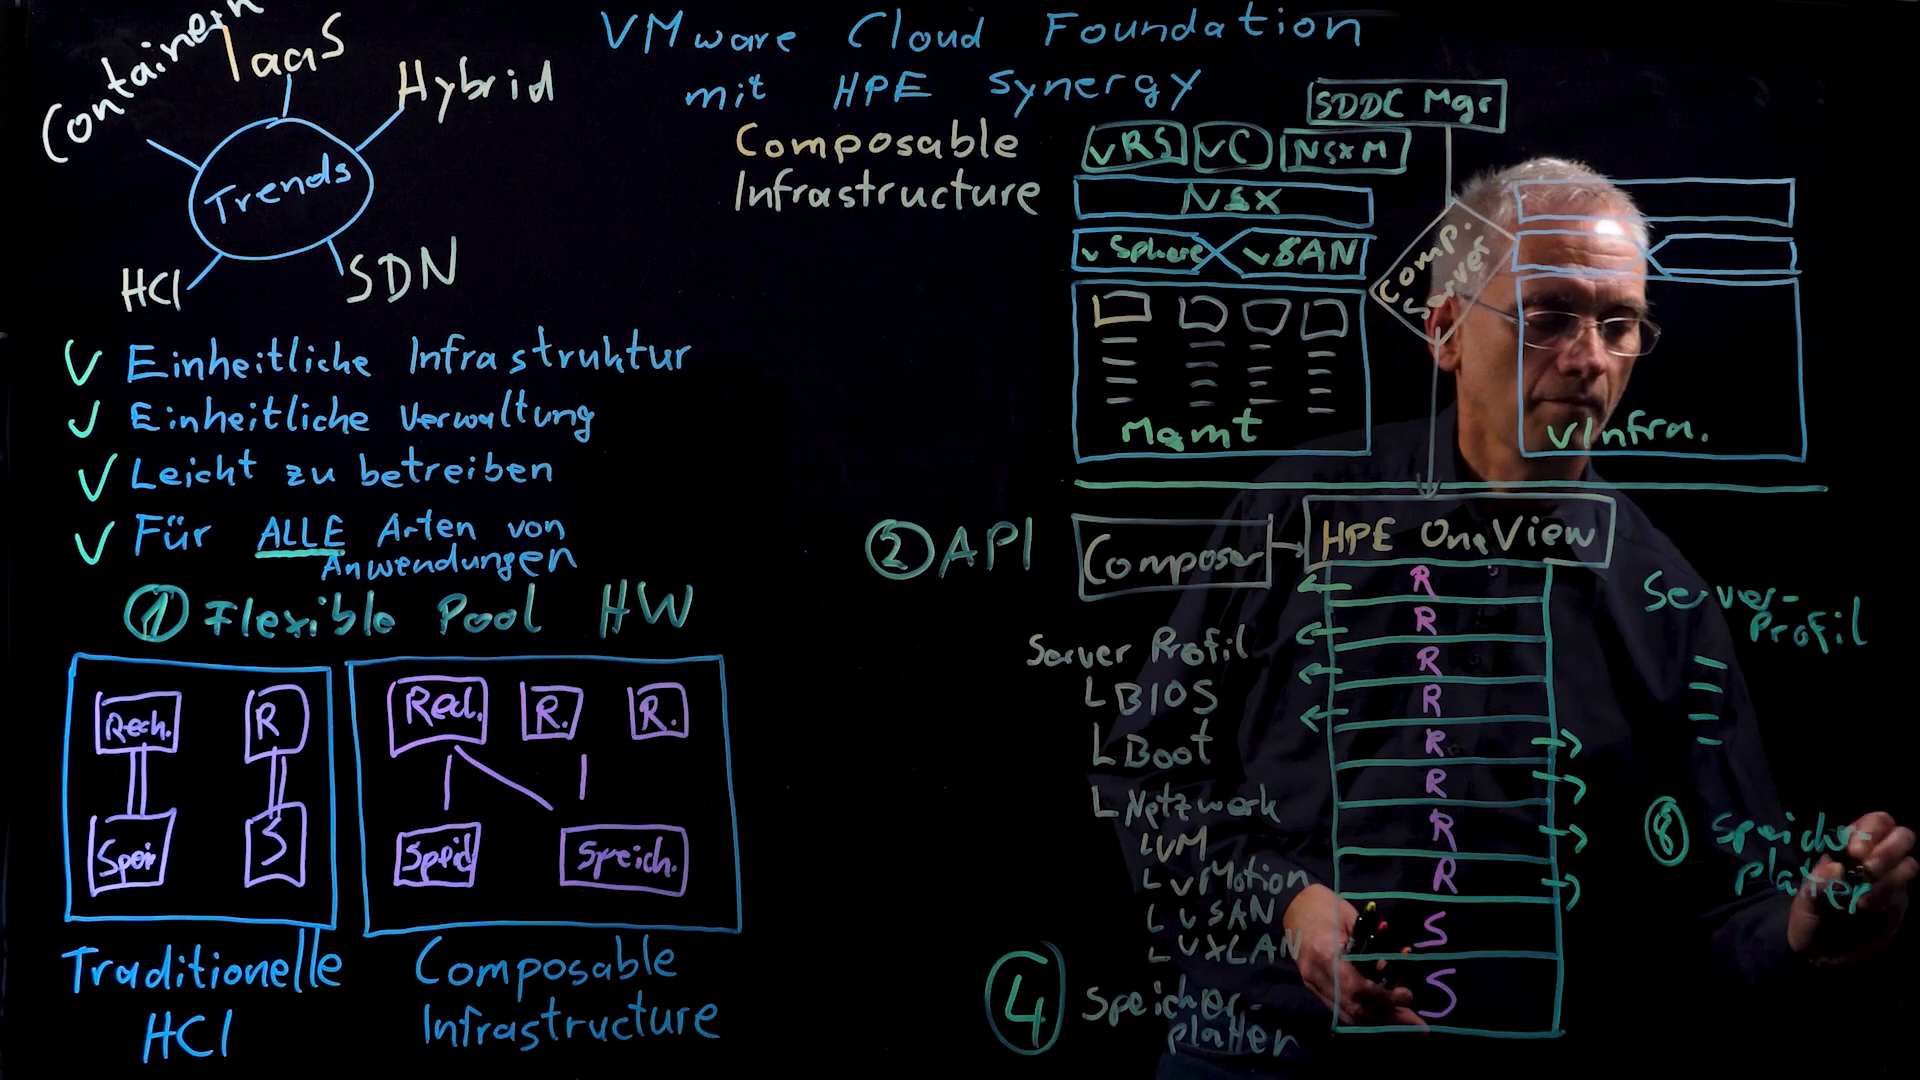 VMware Cloud Foundation
mit HPE Synergy
Composable
Infrastructure
Container
IaaS
Hybrid
Trends
HCI
SDN
Einheitliche Infrastruktur
Einheitliche Verwaltung
Leicht zu betreiben
Für ALLE Arten von
Anwendungen
1 Flexible Pool HW
Rech.
R
Spei
S
Rech.
R.
R.
Speich
Speich.
Traditionelle
HCI
Composable
Infrastructure
SDDC Mgr
vRS
vC
NSX M
NSX
vSphere
vSAN
Comp.
Server
Mgmt
vInfra.
2 API
Composer
HPE OneView
R
R
R
R
R
R
R
R
S
S
Server Profil
L BIOS
L Boot
L Netzwerk
L VM
L vMotion
L vSAN
L VXLAN
4 Speicher-
platten
Server-
Profil
8 Speicher-
platten